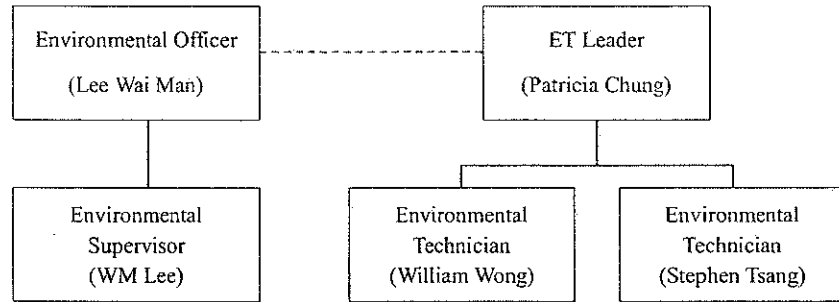 Environmental Officer
(Lee Wai Man)
ET Leader
(Patricia Chung)
Environmental
Supervisor
(WM Lee)
Environmental
Technician
(William Wong)
Environmental
Technician
(Stephen Tsang)